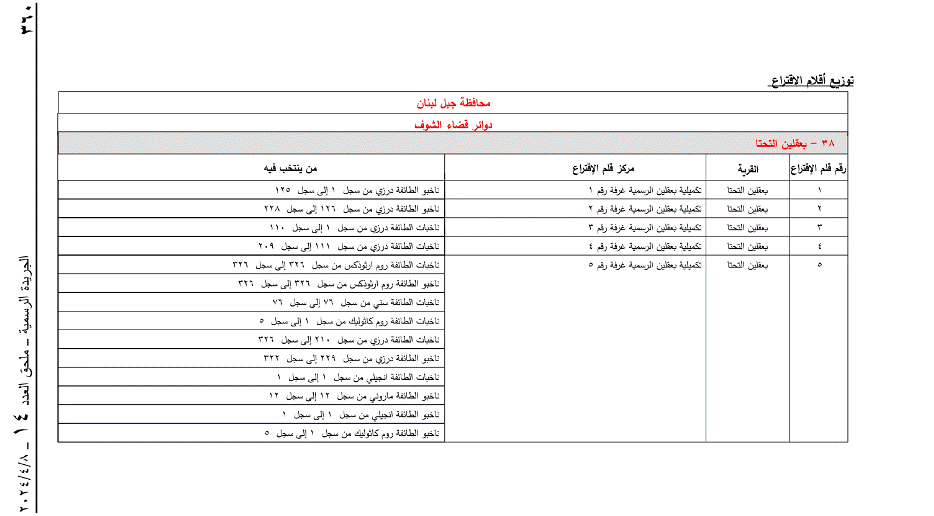 ٣٦٠
الجريدة الرسمية – ملحق العدد ١٤ – ٢٠٢٤/٤/٨
توزيع أقلام الاقتراع
محافظة جبل لبنان
دوائر قضاء الشوف
٣٨ - بعقلين التحتا
رقم قلم الإقتراع القرية مركز قلم الإقتراع من ينتخب فيه
١ بعقلين التحتا تكميلية بعقلين الرسمية غرفة رقم ١ ناخبو الطائفة درزي من سجل ١ إلى سجل ١٢٥
٢ بعقلين التحتا تكميلية بعقلين الرسمية غرفة رقم ٢ ناخبو الطائفة درزي من سجل ١٢٦ إلى سجل ٢٢٨
٣ بعقلين التحتا تكميلية بعقلين الرسمية غرفة رقم ٣ ناخبات الطائفة درزي من سجل ١ إلى سجل ١١٠
٤ بعقلين التحتا تكميلية بعقلين الرسمية غرفة رقم ٤ ناخبات الطائفة درزي من سجل ١١١ إلى سجل ٢٠٩
٥ بعقلين التحتا تكميلية بعقلين الرسمية غرفة رقم ٥ ناخبات الطائفة روم ارثوذكس من سجل ٣٢٦ إلى سجل ٣٢٦
ناخبو الطائفة روم ارثوذكس من سجل ٣٢٦ إلى سجل ٣٢٦
ناخبات الطائفة سني من سجل ٧٦ إلى سجل ٧٦
ناخبات الطائفة روم كاثوليك من سجل ١ إلى سجل ٥
ناخبات الطائفة درزي من سجل ٢١٠ إلى سجل ٣٢٦
ناخبو الطائفة درزي من سجل ٢٢٩ إلى سجل ٣٢٢
ناخبات الطائفة انجيلي من سجل ١ إلى سجل ١
ناخبو الطائفة ماروني من سجل ١٢ إلى سجل ١٢
ناخبو الطائفة انجيلي من سجل ١ إلى سجل ١
ناخبو الطائفة روم كاثوليك من سجل ١ إلى سجل ٥